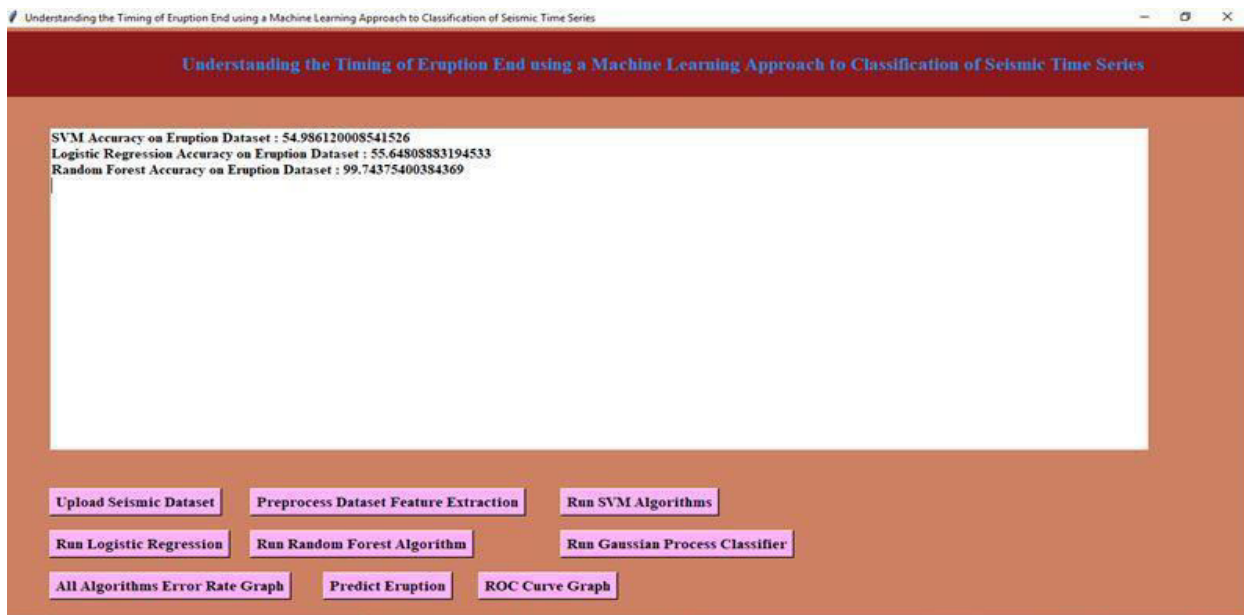 Understanding the Timing of Eruption End using a Machine Learning Approach to Classification of Seismic Time Series
Understanding the Timing of Eruption End using a Machine Learning Approach to Classification of Seismic Time Series
SVM Accuracy on Eruption Dataset : 54.986120008541526
Logistic Regression Accuracy on Eruption Dataset : 55.64808883194533
Random Forest Accuracy on Eruption Dataset : 99.74375400384369
Upload Seismic Dataset
Preprocess Dataset Feature Extraction
Run SVM Algorithms
Run Logistic Regression
Run Random Forest Algorithm
Run Gaussian Process Classifier
All Algorithms Error Rate Graph
Predict Eruption
ROC Curve Graph